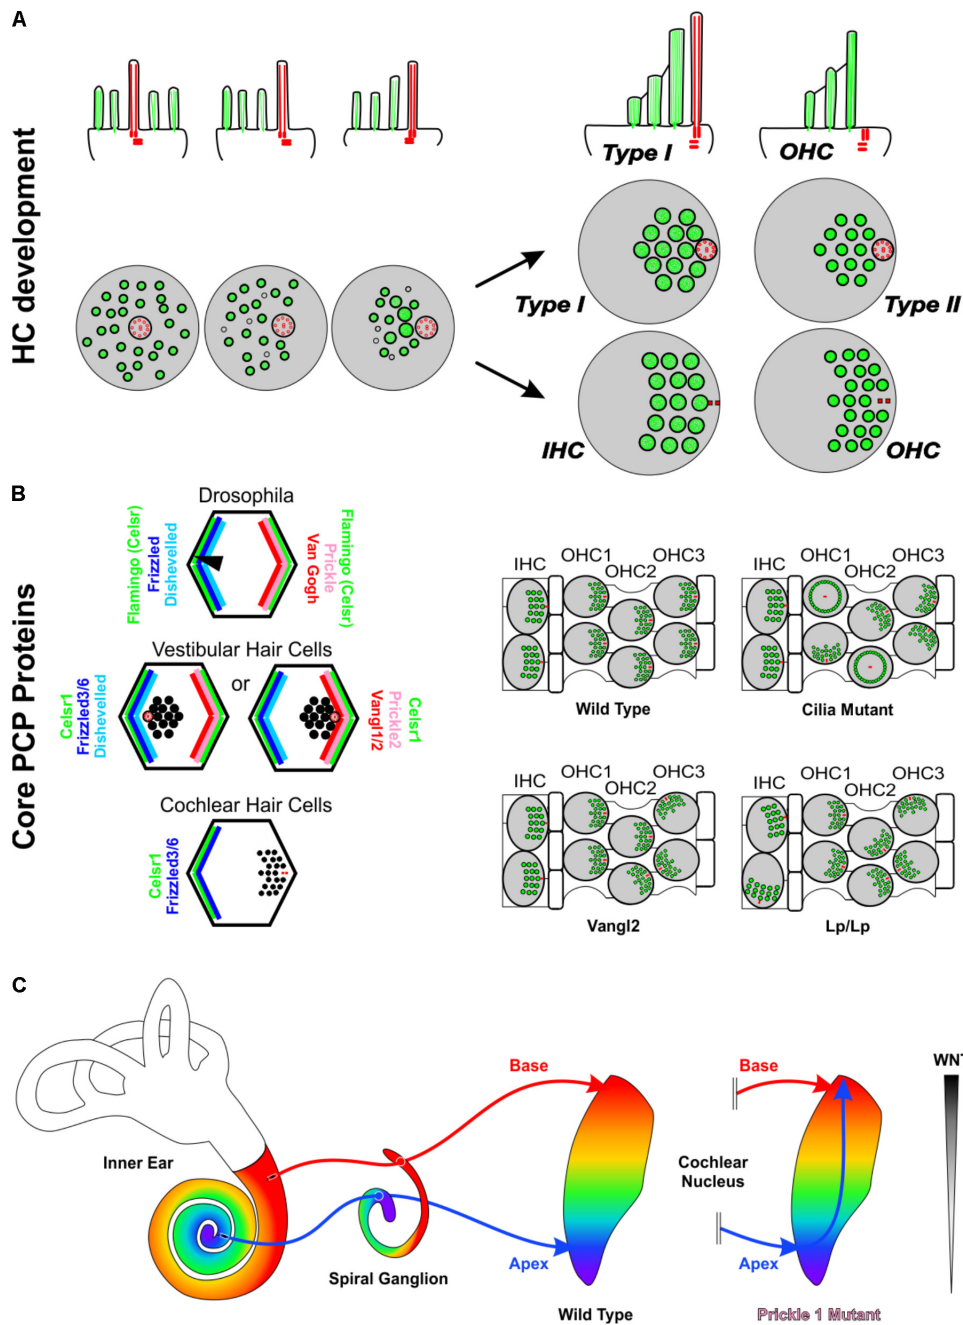 A
HC development
Type I
OHC
Type I
Type II
IHC
OHC
B
Core PCP Proteins
Drosophila
Flamingo (Celsr)
Frizzled
Dishevelled
Flamingo (Celsr)
Prickle
Van Gogh
Vestibular Hair Cells
or
Celsr1
Frizzled3/6
Dishevelled
Celsr1
Prickle2
Vangl1/2
Cochlear Hair Cells
Celsr1
Frizzled3/6
IHC
OHC1
OHC2
OHC3
Wild Type
IHC
OHC1
OHC2
OHC3
Cilia Mutant
IHC
OHC1
OHC2
OHC3
Vangl2
IHC
OHC1
OHC2
OHC3
Lp/Lp
C
Inner Ear
Spiral Ganglion
Base
Apex
Wild Type
Base
Cochlear
Nucleus
Apex
Prickle 1 Mutant
WNT